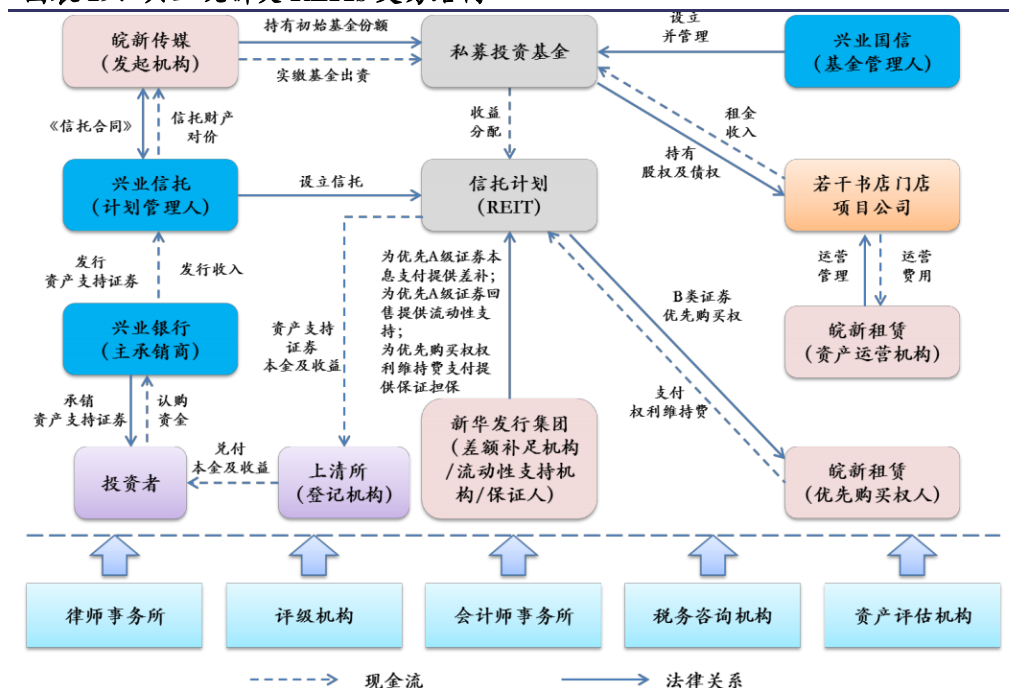 皖新传媒
(发起机构)
持有初始基金份额
实缴基金出资
私募投资基金
设立
并管理
兴业国信
(基金管理人)
《信托合同》
信托财产
对价
收益
分配
租金
收入
持有
股权及债权
兴业信托
(计划管理人)
设立信托
信托计划
(REIT)
若干书店门店
项目公司
发行
资产支持证券
发行收入
为优先A级证券本
息支付提供差补;
为优先A级证券回
售提供流动性支
持;
为优先购买权权
利维持费支付提
供保证担保
B类证券
优先购买权
运营
管理
运营
费用
兴业银行
(主承销商)
资产支持
证券
本金及收益
皖新租赁
(资产运营机构)
承销
资产支持证券
认购
资金
支付
权利维持费
投资者
兑付
本金及收益
上清所
(登记机构)
新华发行集团
(差额补足机构
/流动性支持机
构/保证人)
皖新租赁
(优先购买权人)
律师事务所
评级机构
会计师事务所
税务咨询机构
资产评估机构
现金流
法律关系